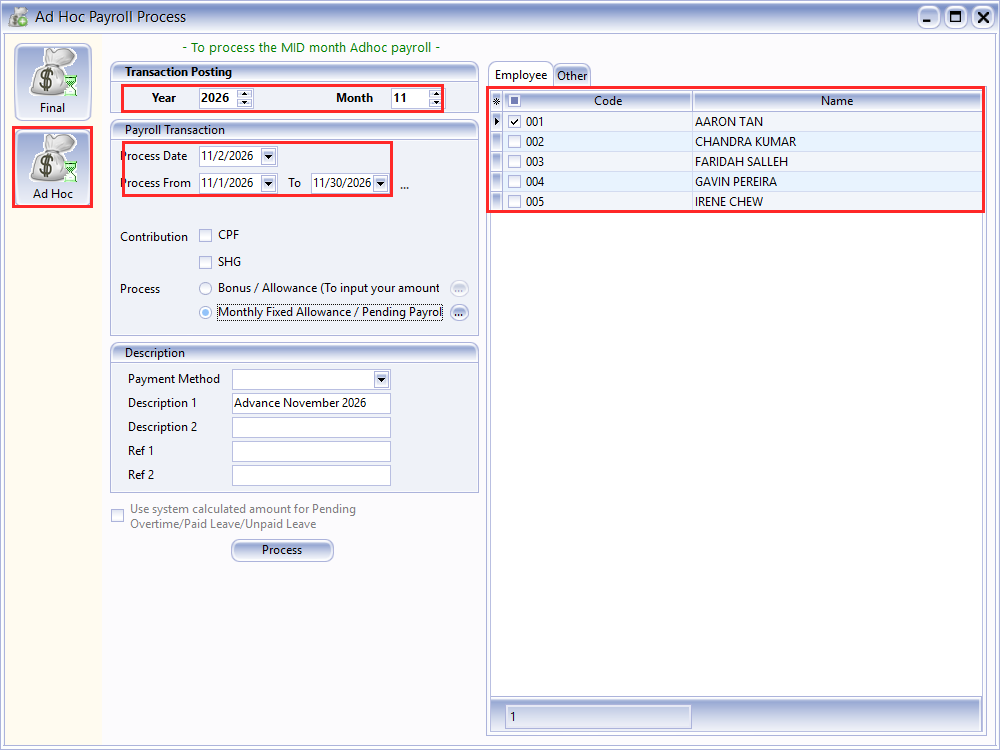 Ad Hoc Payroll Process
Final
Ad Hoc
- To process the MID month Adhoc payroll -
Transaction Posting
Year 2026 Month 11
Payroll Transaction
Process Date 11/2/2026
Process From 11/1/2026 To 11/30/2026 ...
Contribution CPF
SHG
Process Bonus / Allowance (To input your amount ...
Monthly Fixed Allowance / Pending Payrol ...
Description
Payment Method
Description 1 Advance November 2026
Description 2
Ref 1
Ref 2
Use system calculated amount for Pending
Overtime/Paid Leave/Unpaid Leave
Process
Employee Other
Code Name
001 AARON TAN
002 CHANDRA KUMAR
003 FARIDAH SALLEH
004 GAVIN PEREIRA
005 IRENE CHEW
1